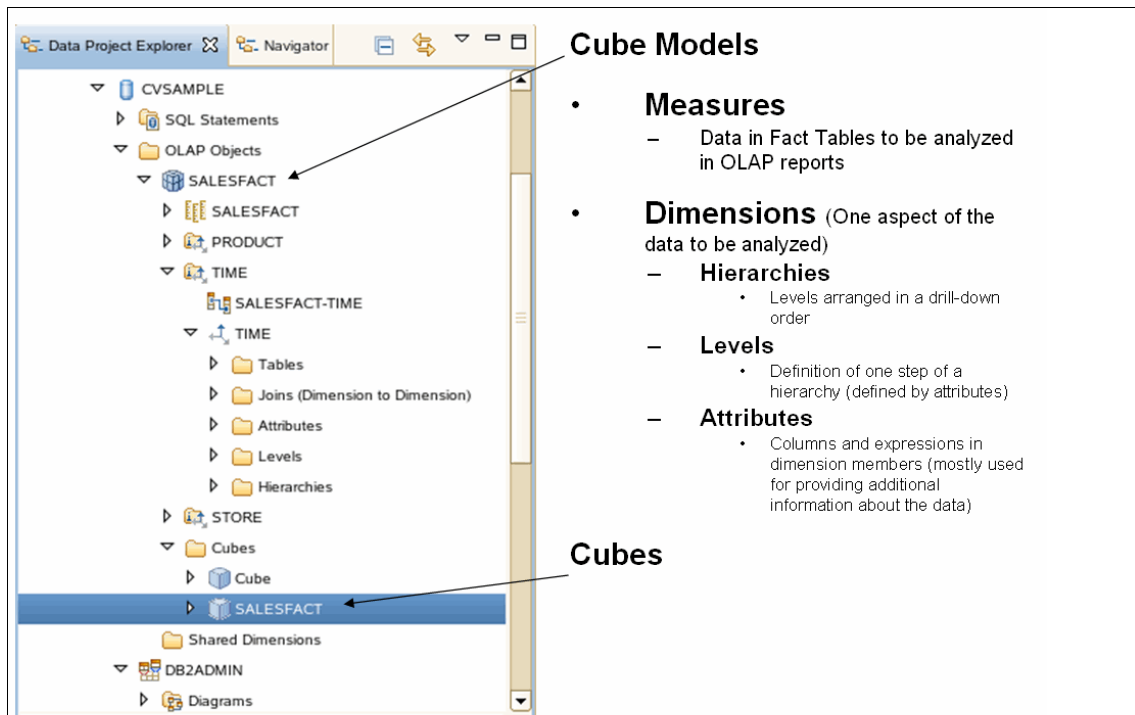 Data Project Explorer
Navigator
CVSAMPLE
SQL Statements
OLAP Objects
SALESFACT
SALESFACT
PRODUCT
TIME
SALESFACT-TIME
TIME
Tables
Joins (Dimension to Dimension)
Attributes
Levels
Hierarchies
STORE
Cubes
Cube
SALESFACT
Shared Dimensions
DB2ADMIN
Diagrams
Cube Models
• Measures
– Data in Fact Tables to be analyzed
in OLAP reports
• Dimensions (One aspect of the
data to be analyzed)
– Hierarchies
• Levels arranged in a drill-down
order
– Levels
• Definition of one step of a
hierarchy (defined by attributes)
– Attributes
• Columns and expressions in
dimension members (mostly used
for providing additional
information about the data)
Cubes